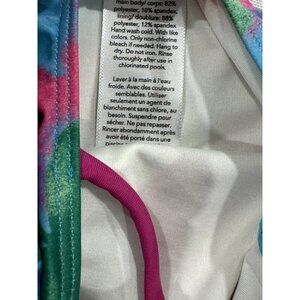 main body/ corps: 82%
polyester, 18% spandex
lining/ doublure: 88%
polyester, 12% spandex
Hand wash cold. With like
colors. Only non-chlorine
bleach if needed. Hang to
dry. Do not iron. Rinse
thoroughly after use in
chlorinated pools.
Laver à la main à l'eau
froide. Avec des couleurs
semblables. Utiliser
seulement un agent de
blanchiment sans chlore, au
besoin. Suspendre pour
sécher. Ne pas repasser.
Rincer abondamment après
avoir été porté dans une